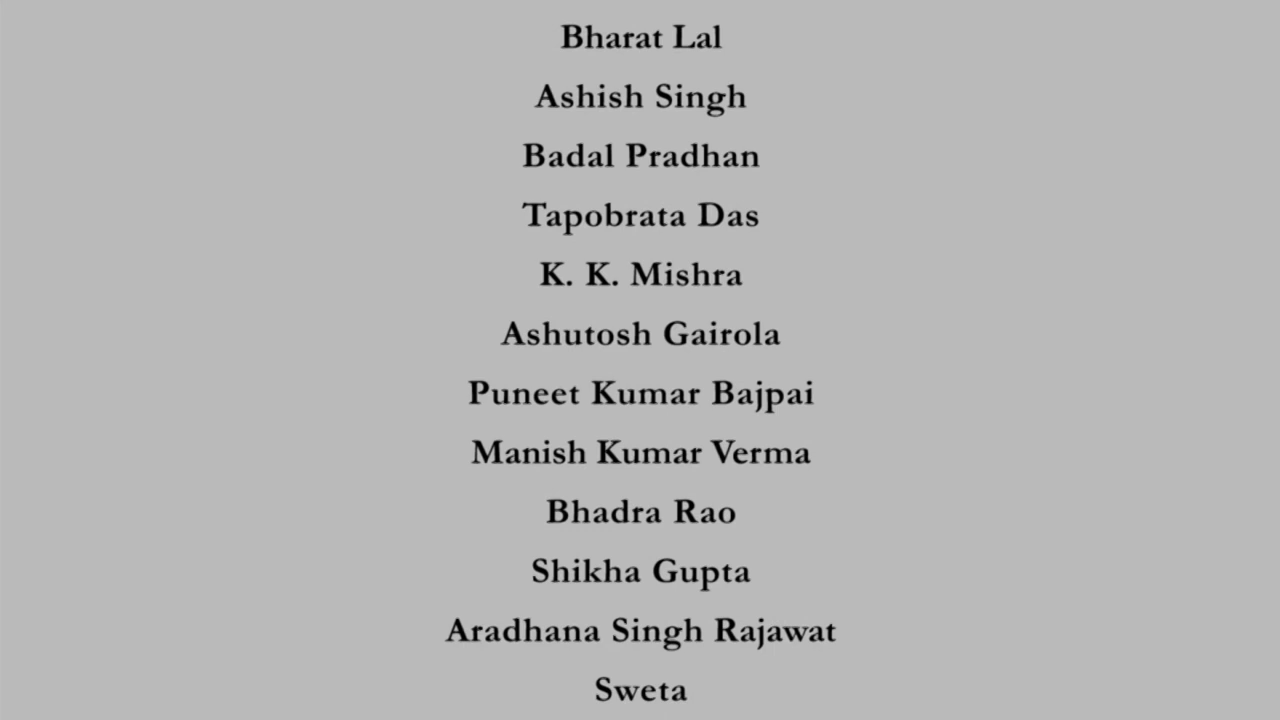 Bharat Lal
Ashish Singh
Badal Pradhan
Tapobrata Das
K. K. Mishra
Ashutosh Gairola
Puneet Kumar Bajpai
Manish Kumar Verma
Bhadra Rao
Shikha Gupta
Aradhana Singh Rajawat
Sweta